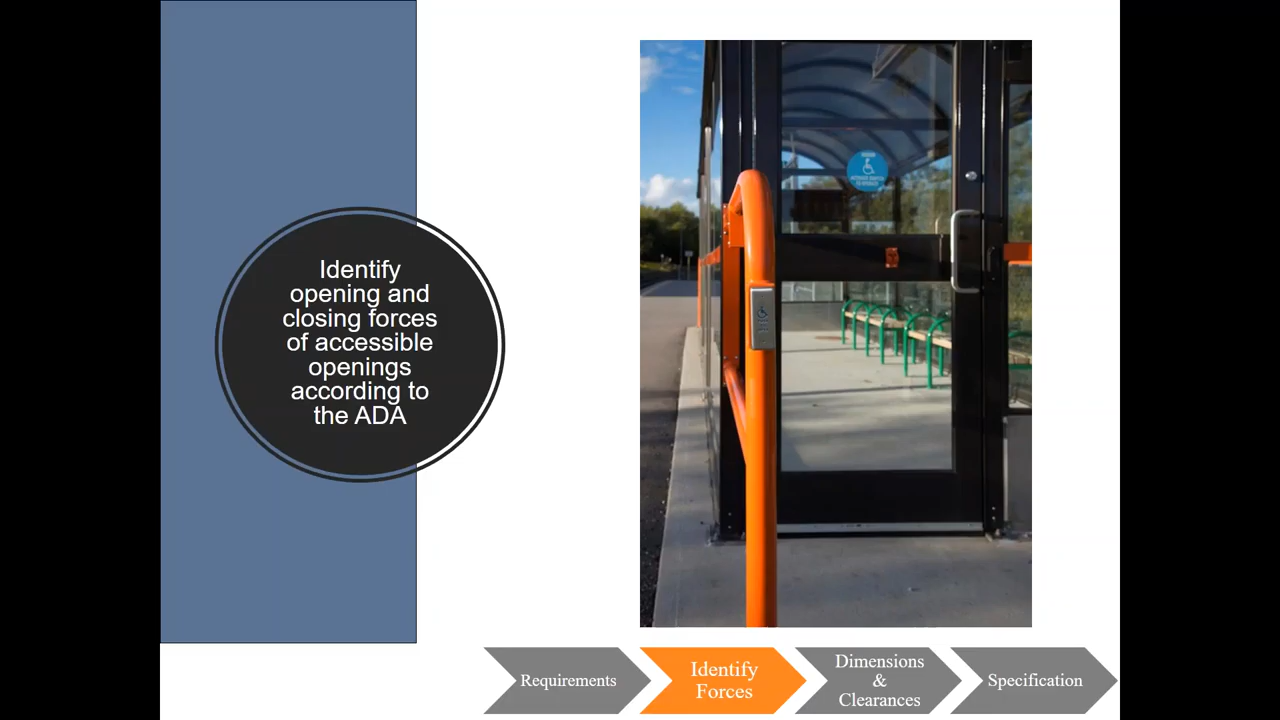 Identify
opening and
closing forces
of accessible
openings
according to
the ADA
Requirements
Identify
Forces
Dimensions
&
Clearances
Specification